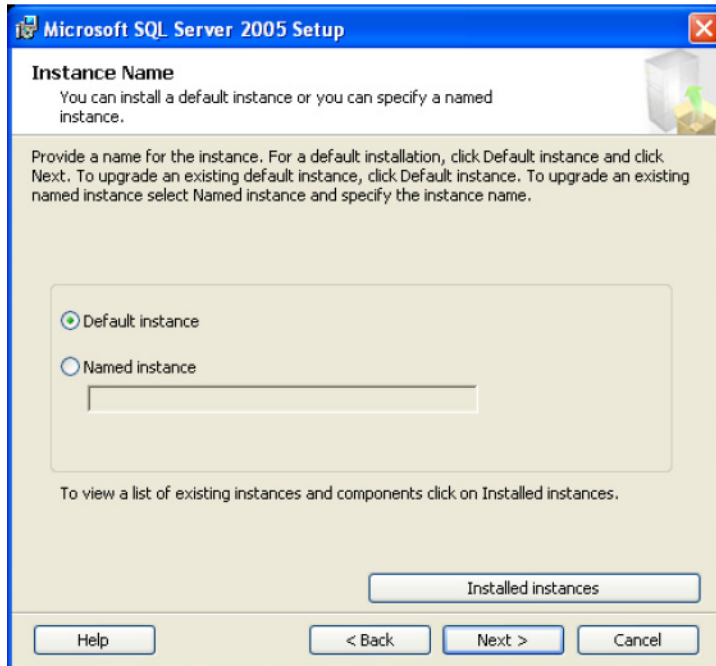 Microsoft SQL Server 2005 Setup
Instance Name
You can install a default instance or you can specify a named
instance.
Provide a name for the instance. For a default installation, click Default instance and click
Next. To upgrade an existing default instance, click Default instance. To upgrade an existing
named instance select Named instance and specify the instance name.
Default instance
Named instance
To view a list of existing instances and components click on Installed instances.
Installed instances
Help
< Back
Next >
Cancel